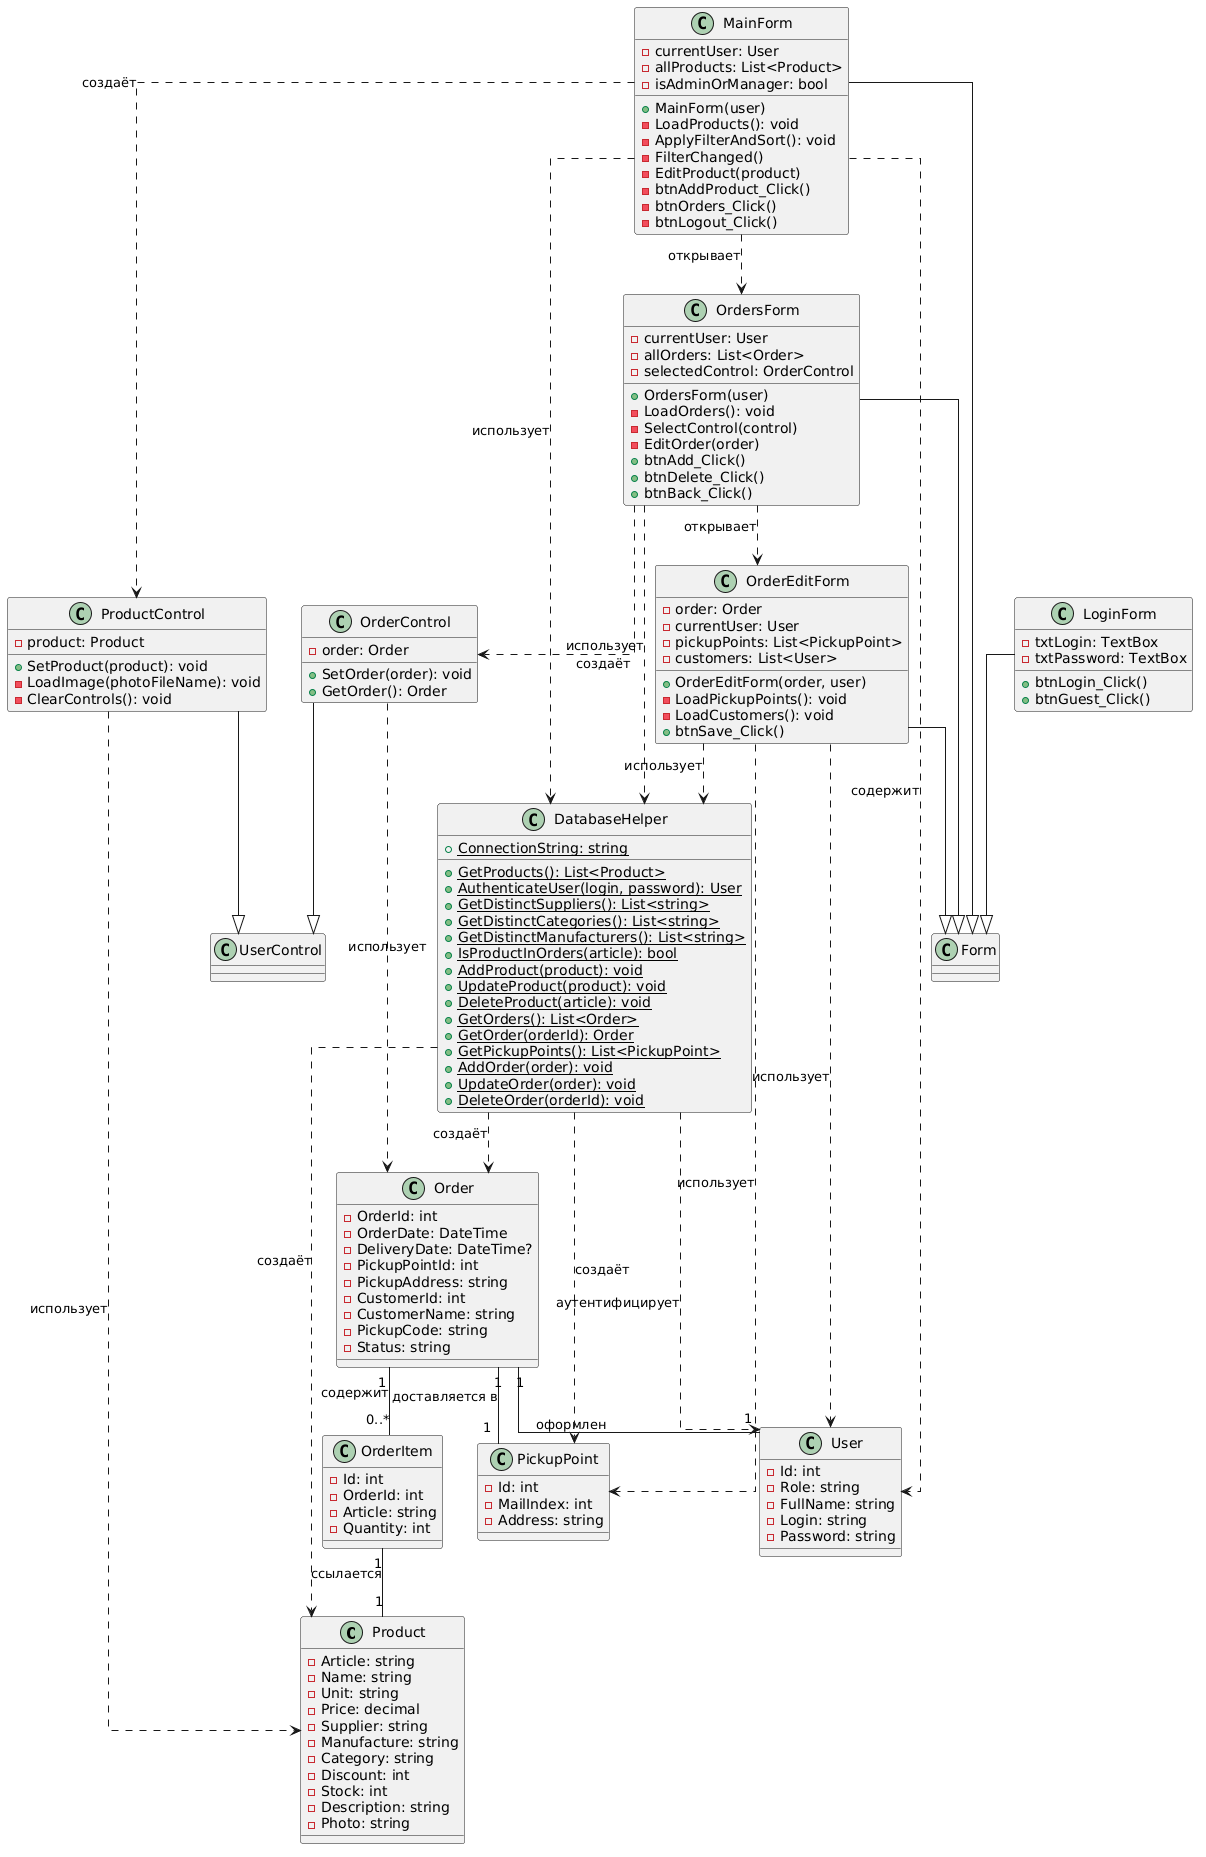 C MainForm
currentUser: User
allProducts: List<Product>
isAdminOrManager: bool
MainForm(user)
LoadProducts(): void
ApplyFilterAndSort(): void
FilterChanged()
EditProduct(product)
btnAddProduct_Click()
btnOrders_Click()
btnLogout_Click()
создаёт
открывает
C OrdersForm
currentUser: User
allOrders: List<Order>
selectedControl: OrderControl
OrdersForm(user)
LoadOrders(): void
SelectControl(control)
EditOrder(order)
btnAdd_Click()
btnDelete_Click()
btnBack_Click()
использует
открывает
C ProductControl
product: Product
SetProduct(product): void
LoadImage(photoFileName): void
ClearControls(): void
C OrderControl
order: Order
SetOrder(order): void
GetOrder(): Order
использует
создаёт
C OrderEditForm
order: Order
currentUser: User
pickupPoints: List<PickupPoint>
customers: List<User>
OrderEditForm(order, user)
LoadPickupPoints(): void
LoadCustomers(): void
btnSave_Click()
C LoginForm
txtLogin: TextBox
txtPassword: TextBox
btnLogin_Click()
btnGuest_Click()
использует
содержит
C DatabaseHelper
ConnectionString: string
GetProducts(): List<Product>
AuthenticateUser(login, password): User
GetDistinctSuppliers(): List<string>
GetDistinctCategories(): List<string>
GetDistinctManufacturers(): List<string>
IsProductInOrders(article): bool
AddProduct(product): void
UpdateProduct(product): void
DeleteProduct(article): void
GetOrders(): List<Order>
GetOrder(orderId): Order
GetPickupPoints(): List<PickupPoint>
AddOrder(order): void
UpdateOrder(order): void
DeleteOrder(orderId): void
C UserControl
использует
C Form
использует
создаёт
использует
C Order
OrderId: int
OrderDate: DateTime
DeliveryDate: DateTime?
PickupPointId: int
PickupAddress: string
CustomerId: int
CustomerName: string
PickupCode: string
Status: string
создаёт
создаёт
аутентифицирует
использует
1
1
1
содержит
доставляется в
0..*
1
оформлен
1
C OrderItem
Id: int
OrderId: int
Article: string
Quantity: int
C PickupPoint
Id: int
MailIndex: int
Address: string
C User
Id: int
Role: string
FullName: string
Login: string
Password: string
1
ссылается
1
C Product
Article: string
Name: string
Unit: string
Price: decimal
Supplier: string
Manufacture: string
Category: string
Discount: int
Stock: int
Description: string
Photo: string